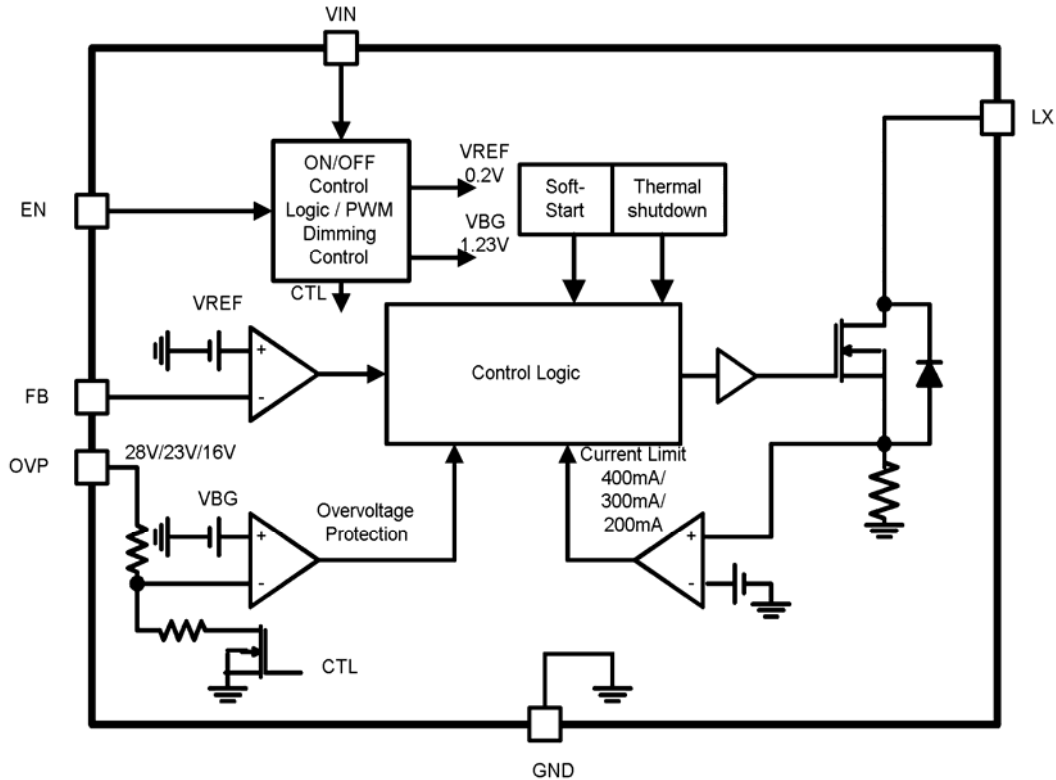 VIN
LX
ON/OFF
Control
Logic / PWM
Dimming
Control
VREF
0.2V
VBG
1.23V
Soft-
Start
Thermal
shutdown
EN
CTL
VREF
+
-
Control Logic
FB
OVP
28V/23V/16V
VBG
+
-
Overvoltage
Protection
Current Limit
400mA/
300mA/
200mA
+
-
CTL
GND